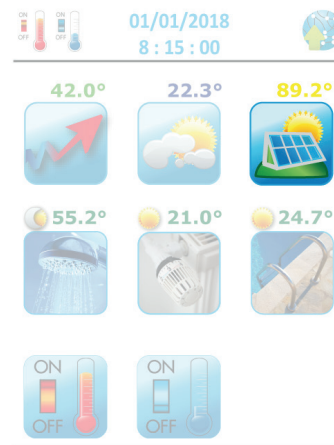 ON ON
OFF OFF
01/01/2018
8 : 15 : 00
42.0° 22.3° 89.2°
55.2° 21.0° 24.7°
ON ON
OFF OFF